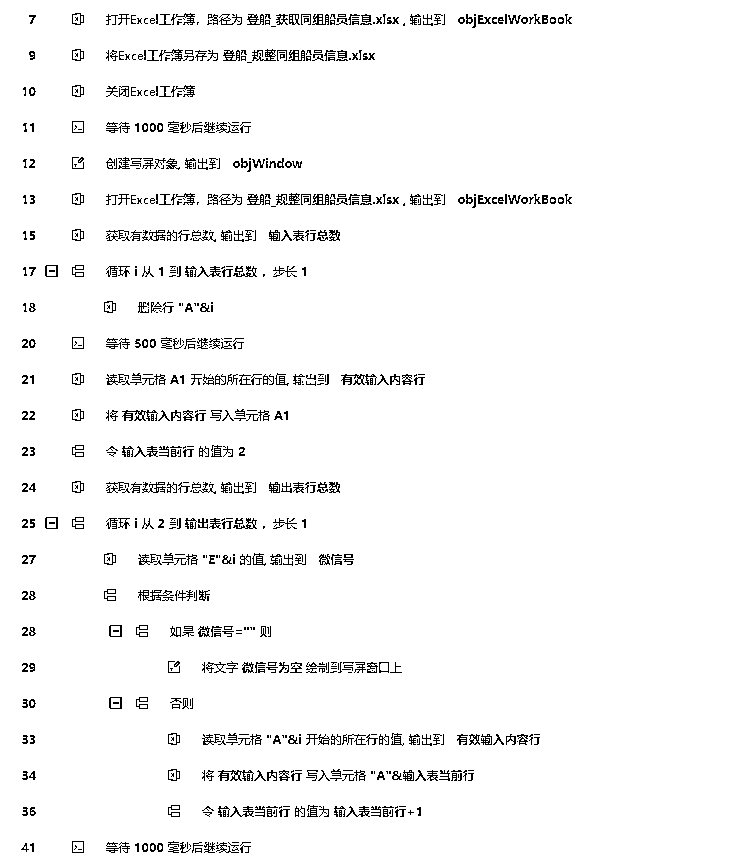 7 打开Excel工作簿，路径为 登船_获取同组船员信息.xlsx , 输出到 objExcelWorkBook
9 将Excel工作簿另存为 登船_规整同组船员信息.xlsx
10 关闭Excel工作簿
11 等待 1000 毫秒后继续运行
12 创建写屏对象, 输出到 objWindow
13 打开Excel工作簿，路径为 登船_规整同组船员信息.xlsx , 输出到 objExcelWorkBook
15 获取有数据的行总数, 输出到 输入表行总数
17 循环 i 从 1 到 输入表行总数 ，步长 1
18 删除行 "A"&i
20 等待 500 毫秒后继续运行
21 读取单元格 A1 开始的所在行的值, 输出到 有效输入内容行
22 将 有效输入内容行 写入单元格 A1
23 令 输入表当前行 的值为 2
24 获取有数据的行总数, 输出到 输出表行总数
25 循环 i 从 2 到 输出表行总数 ，步长 1
27 读取单元格 "E"&i 的值, 输出到 微信号
28 根据条件判断
28 如果 微信号="" 则
29 将文字 微信号为空 绘制到写屏窗口上
30 否则
33 读取单元格 "A"&i 开始的所在行的值, 输出到 有效输入内容行
34 将 有效输入内容行 写入单元格 "A"&输入表当前行
36 令 输入表当前行 的值为 输入表当前行+1
41 等待 1000 毫秒后继续运行